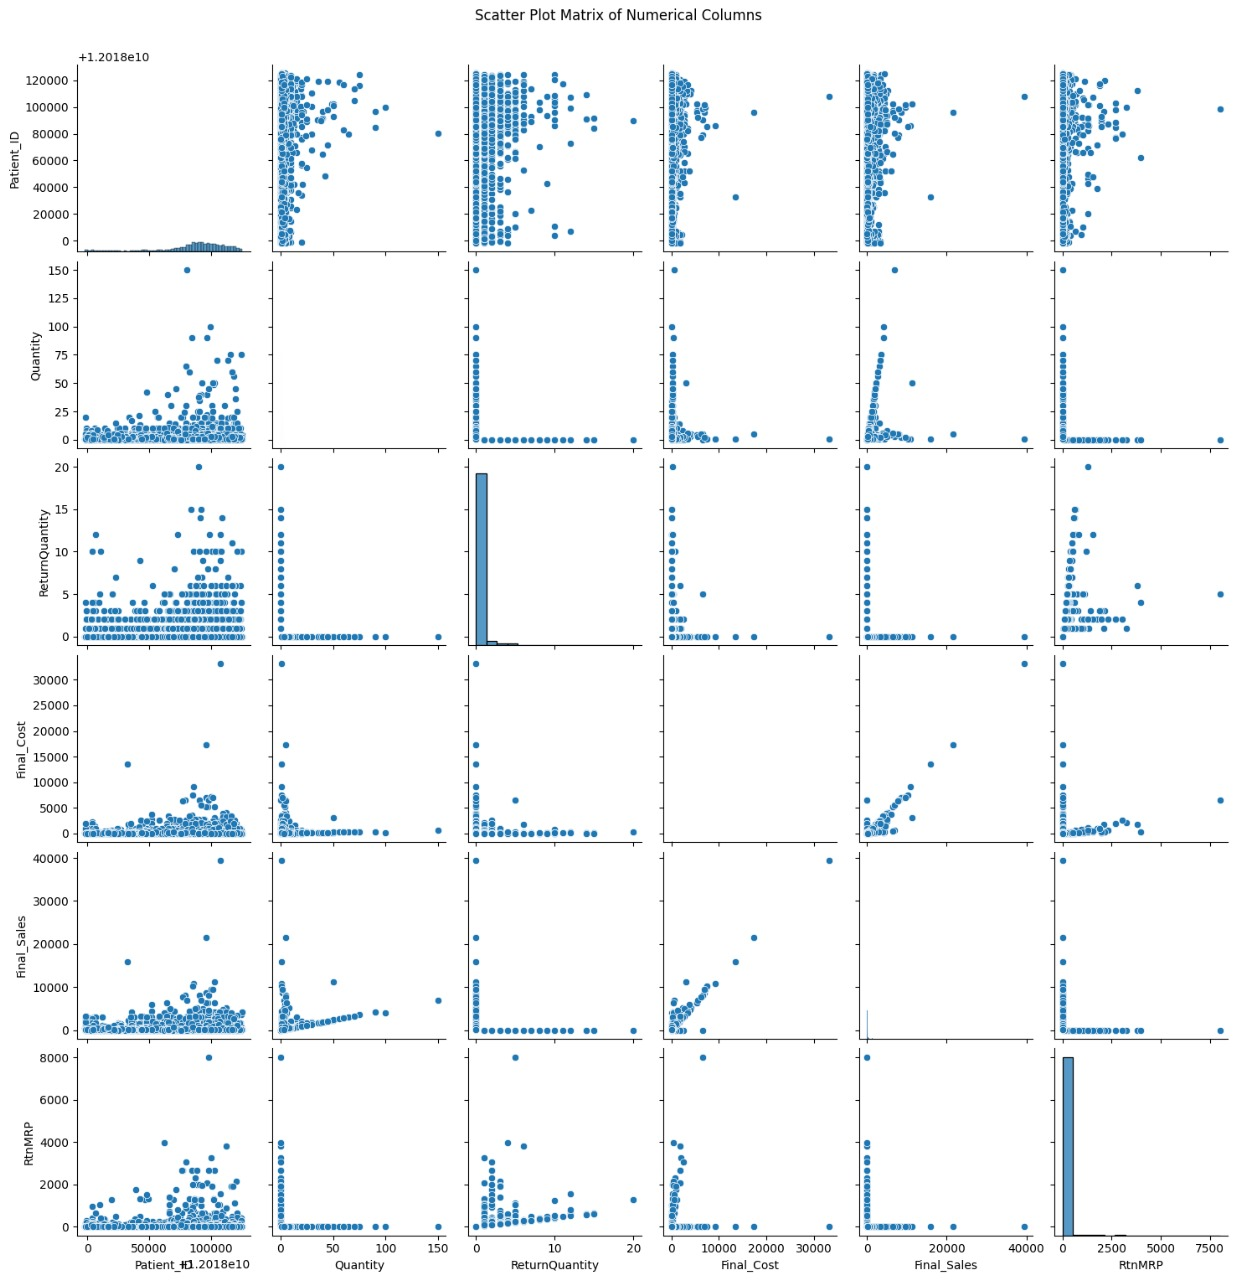 Scatter Plot Matrix of Numerical Columns
+1.2018e10
120000
100000
80000
60000
40000
20000
0
Patient_ID
150
125
100
75
50
25
0
Quantity
20
15
10
5
0
ReturnQuantity
30000
25000
20000
15000
10000
5000
0
Final_Cost
40000
30000
20000
10000
0
Final_Sales
8000
6000
4000
2000
0
RtnMRP
0 50000 100000
0 50 100 150
0 10 20
0 10000 20000 30000
0 20000 40000
0 2500 5000 7500
Patient_ID +1.2018e10
Quantity
ReturnQuantity
Final_Cost
Final_Sales
RtnMRP